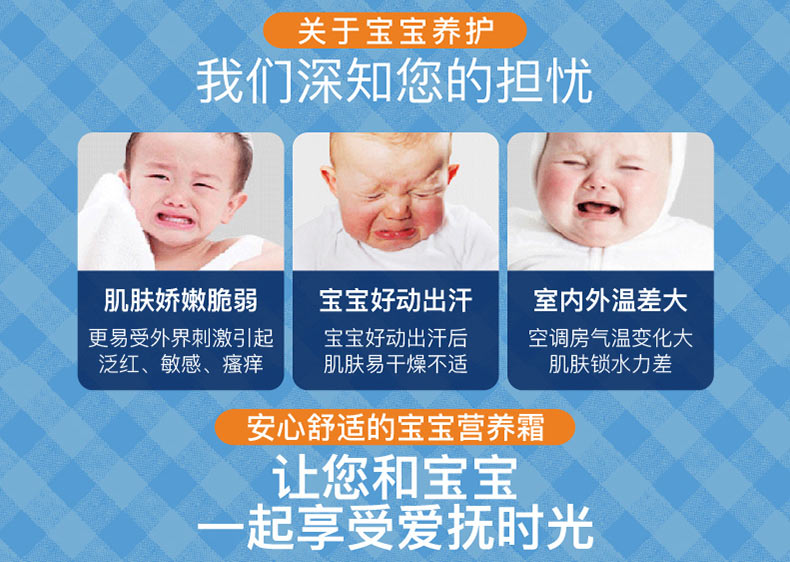 关于宝宝养护
我们深知您的担忧
肌肤娇嫩脆弱
更易受外界刺激引起
泛红、敏感、瘙痒
宝宝好动出汗
宝宝好动出汗后
肌肤易干燥不适
室内外温差大
空调房气温变化大
肌肤锁水力差
安心舒适的宝宝营养霜
让您和宝宝
一起享受爱抚时光